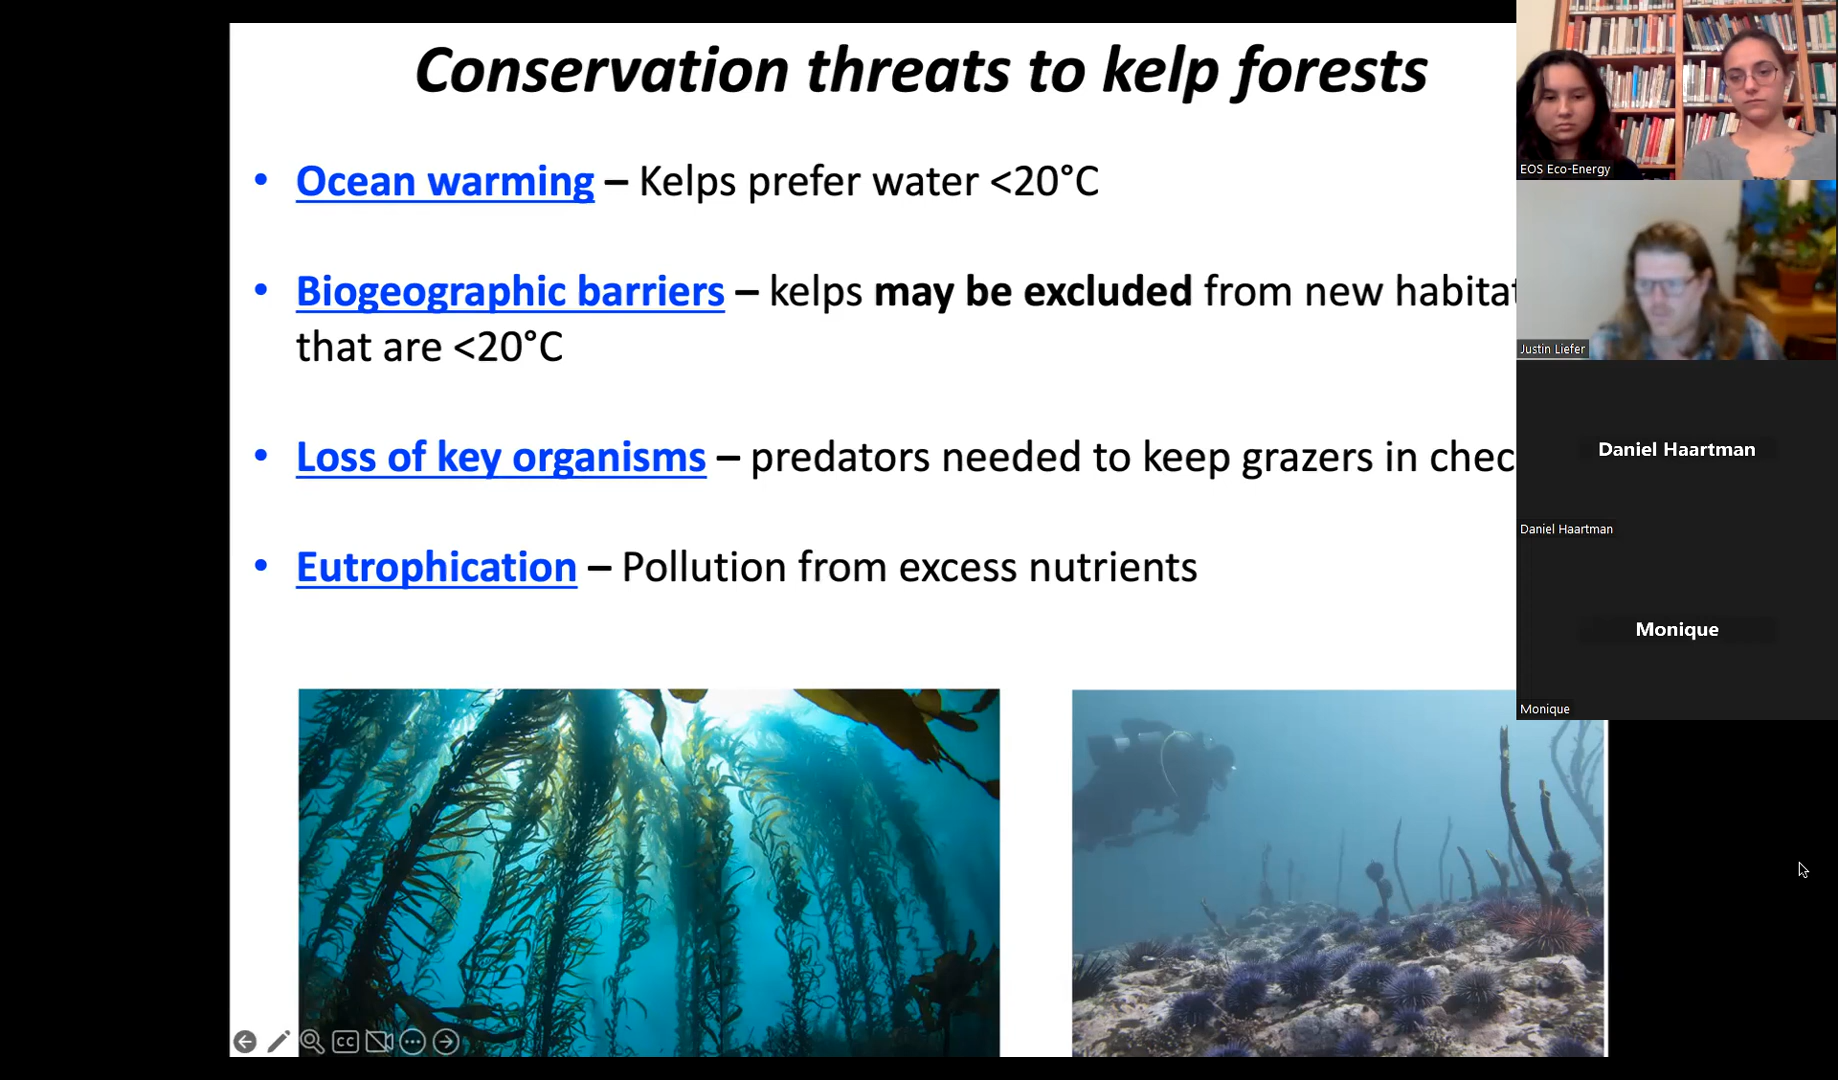 Conservation threats to kelp forests
• Ocean warming – Kelps prefer water <20°C
• Biogeographic barriers – kelps may be excluded from new habitat
that are <20°C
• Loss of key organisms – predators needed to keep grazers in chec
• Eutrophication – Pollution from excess nutrients
EOS Eco-Energy
Justin Liefer
Daniel Haartman
Daniel Haartman
Monique
Monique
CC